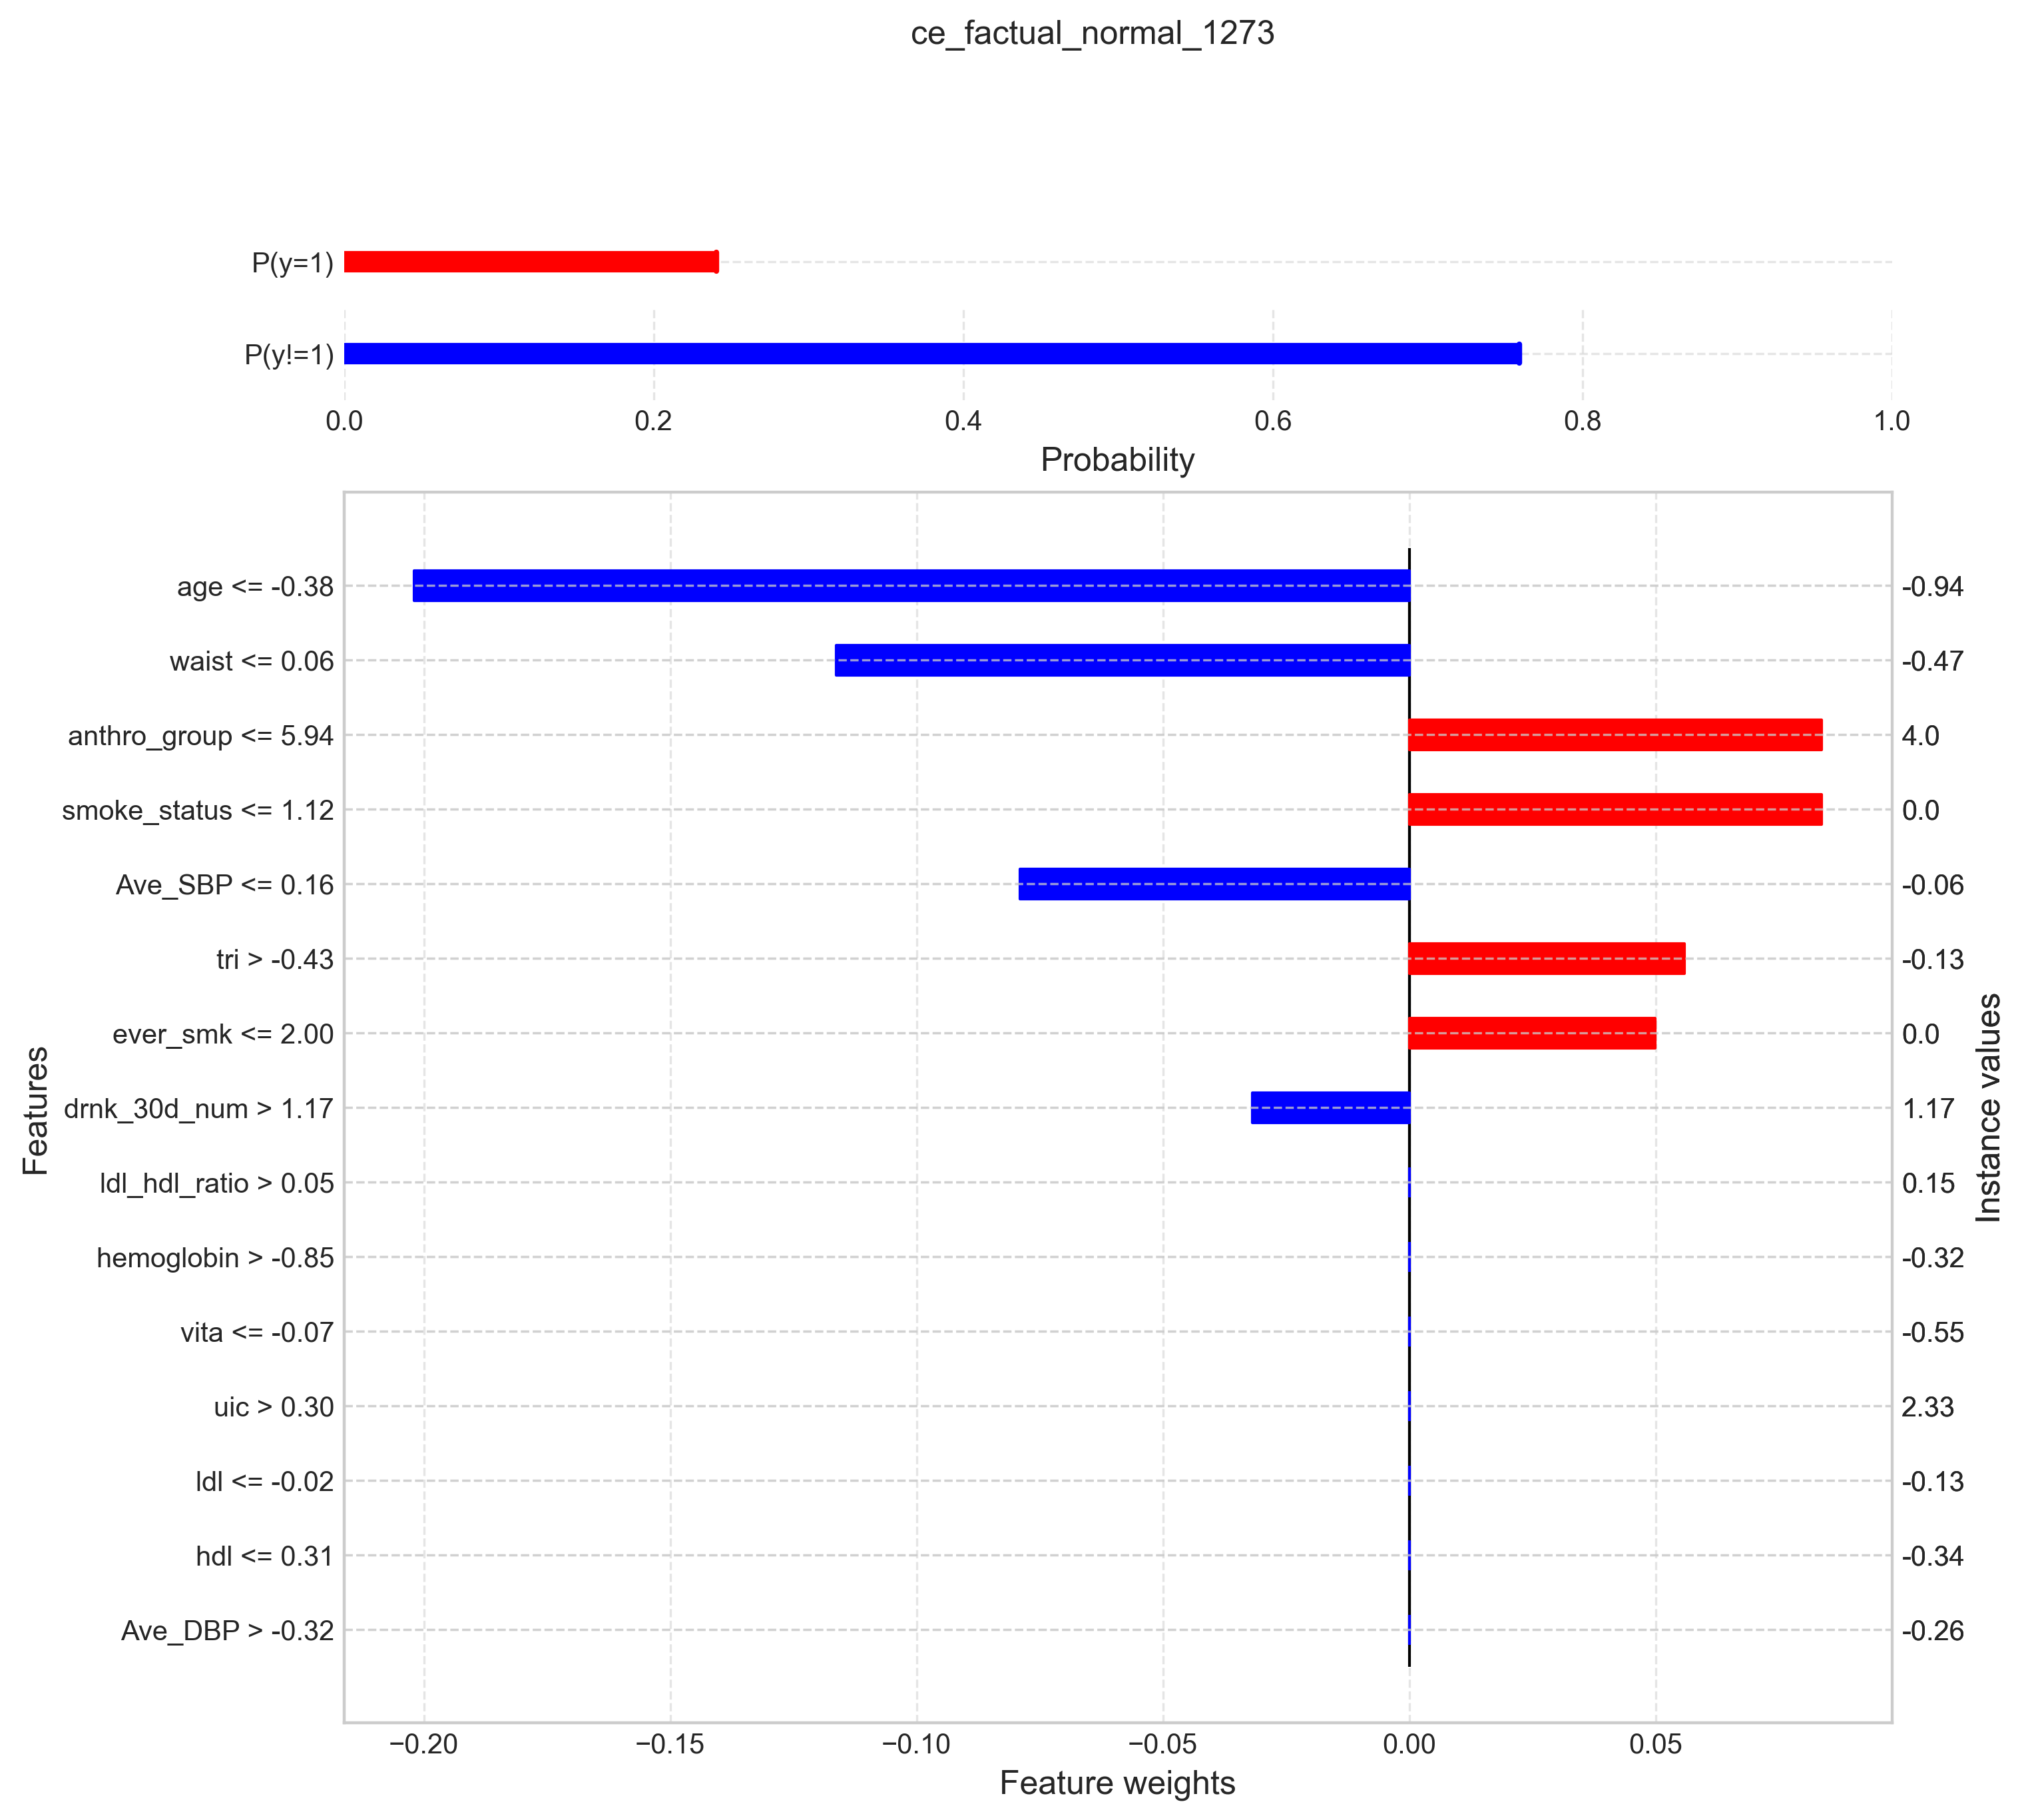 ce_factual_normal_1273
P(y=1)
P(y!=1)
0.0 0.2 0.4 0.6 0.8 1.0
Probability
age <= -0.38 -0.94
waist <= 0.06 -0.47
anthro_group <= 5.94 4.0
smoke_status <= 1.12 0.0
Ave_SBP <= 0.16 -0.06
tri > -0.43 -0.13
ever_smk <= 2.00 0.0
drnk_30d_num > 1.17 1.17
ldl_hdl_ratio > 0.05 0.15
hemoglobin > -0.85 -0.32
vita <= -0.07 -0.55
uic > 0.30 2.33
ldl <= -0.02 -0.13
hdl <= 0.31 -0.34
Ave_DBP > -0.32 -0.26
Features
Instance values
−0.20 −0.15 −0.10 −0.05 0.00 0.05
Feature weights